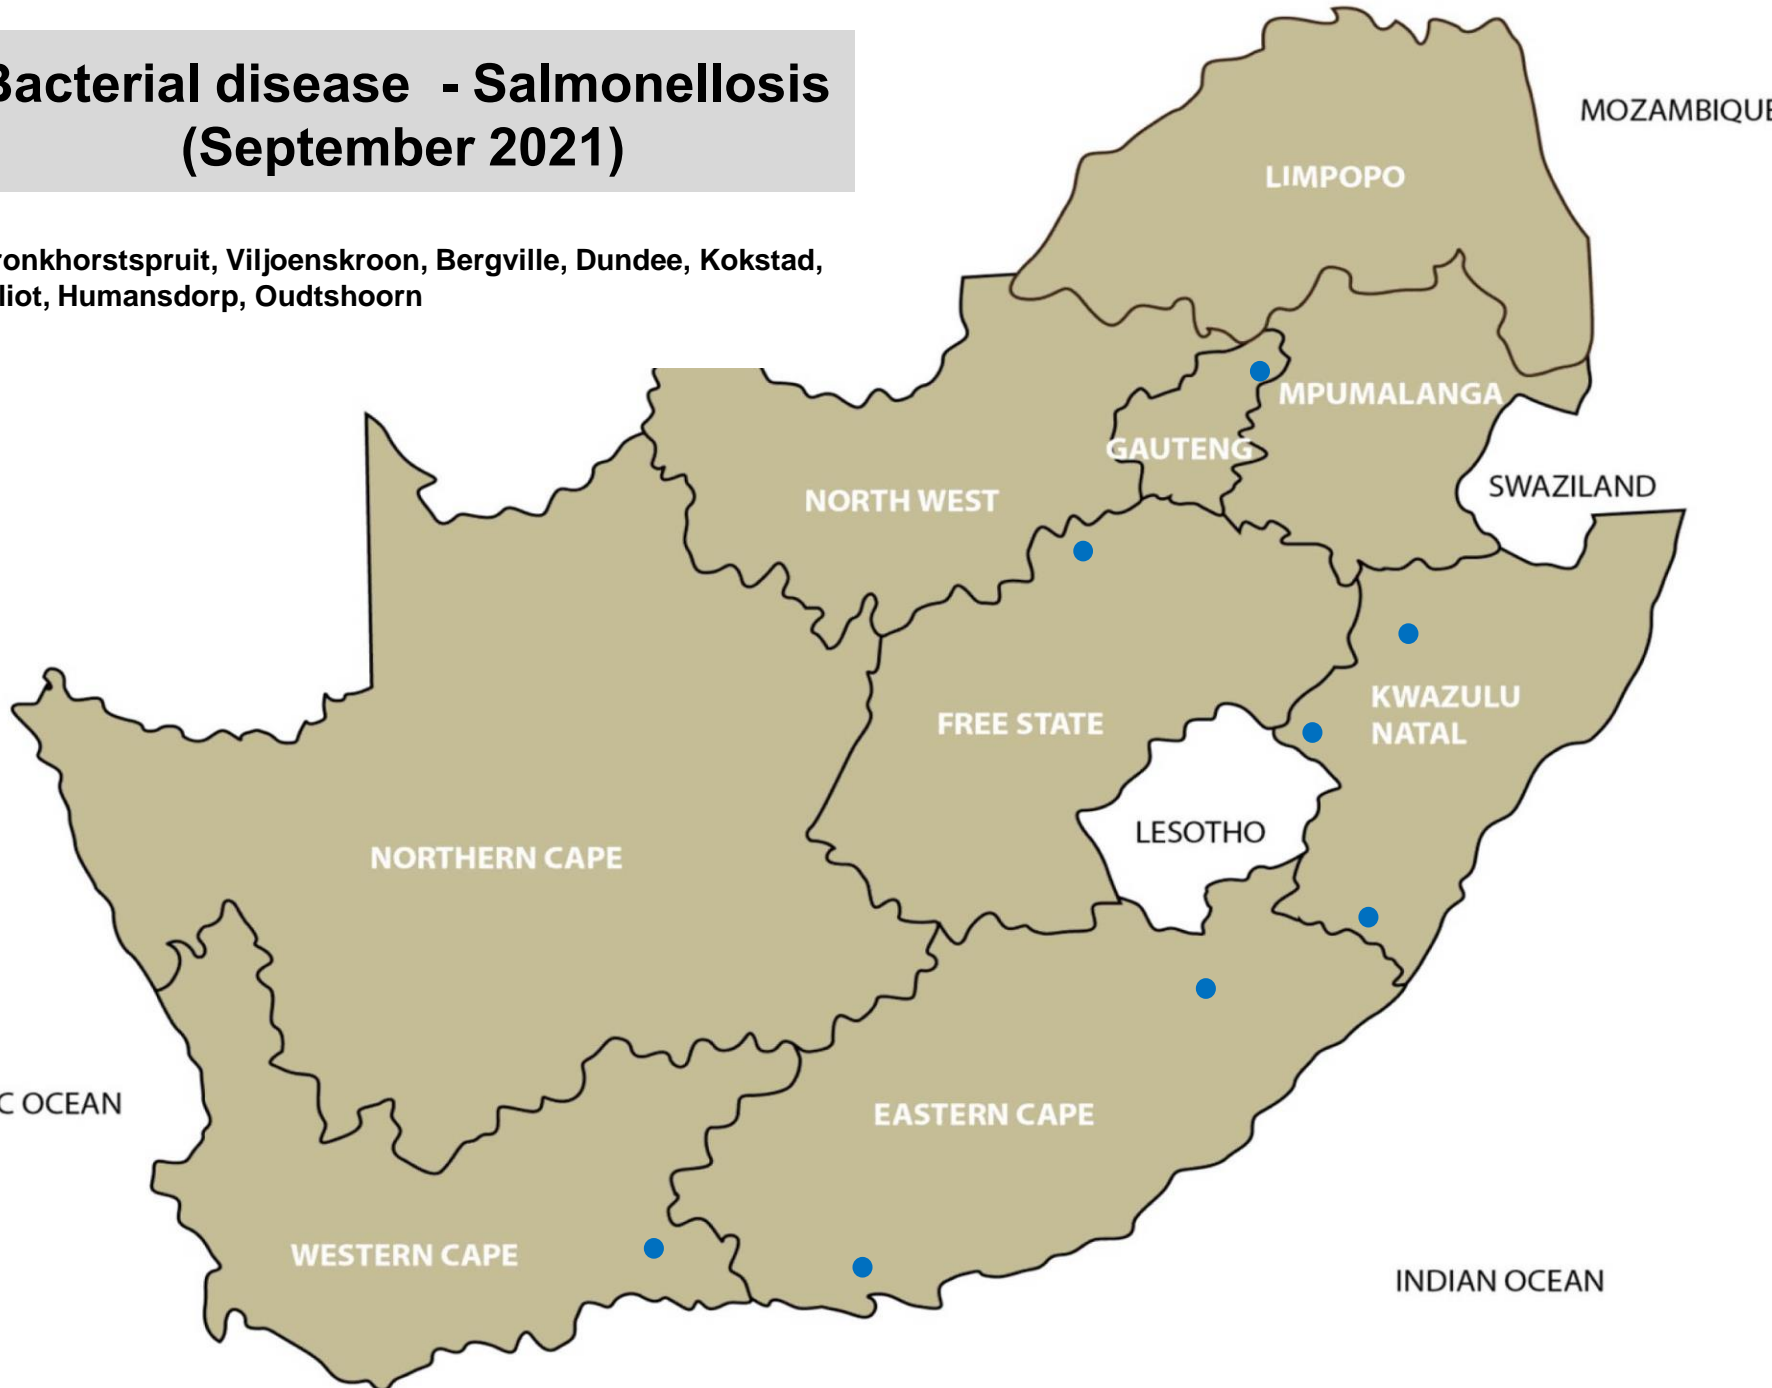 Bacterial disease - Salmonellosis
(September 2021)
ronkhorstspruit, Viljoenskroon, Bergville, Dundee, Kokstad,
liot, Humansdorp, Oudtshoorn
MOZAMBIQUE
LIMPOPO
MPUMALANGA
GAUTENG
SWAZILAND
NORTH WEST
KWAZULU
NATAL
FREE STATE
LESOTHO
NORTHERN CAPE
C OCEAN
EASTERN CAPE
WESTERN CAPE
INDIAN OCEAN